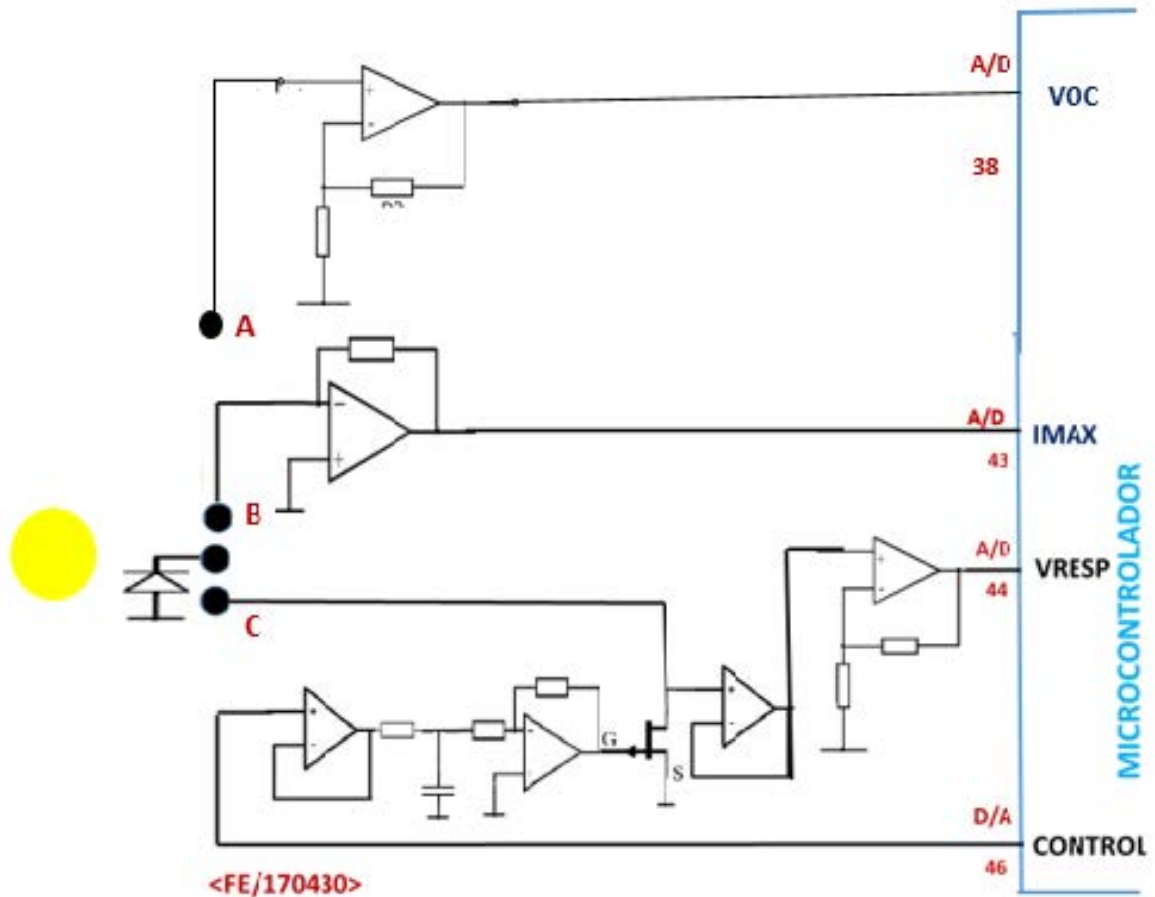 A/D
VOC
38
+
-
A
A/D
IMAX
43
-
+
B
MICROCONTROLADOR
A/D
VRESP
44
+
-
C
+
-
-
G
S
+
-
D/A
CONTROL
46
<FE/170430>